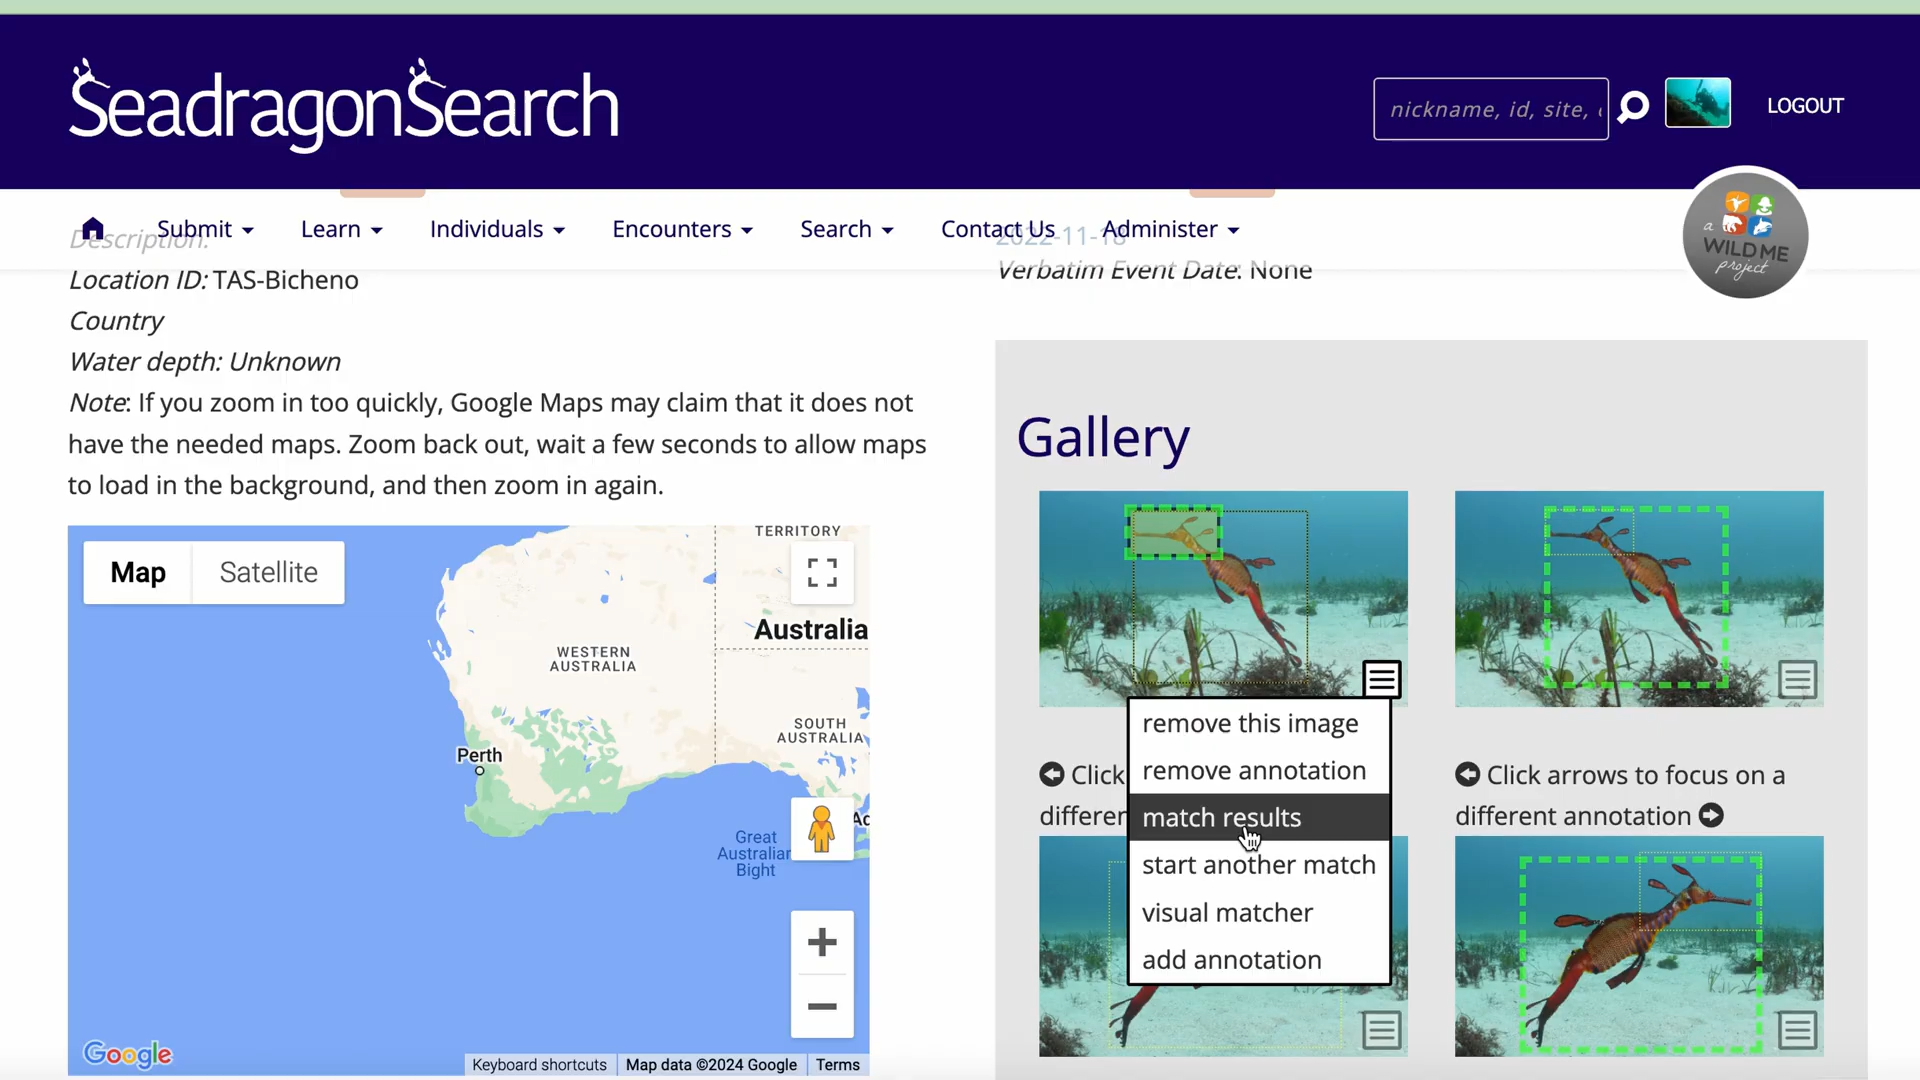 SeadragonSearch
nickname, id, site,
LOGOUT
Submit
Learn
Individuals
Encounters
Search
Contact Us
Administer
a
WILD ME
project
Description:
Location ID: TAS-Bicheno
Country
Water depth: Unknown
Note: If you zoom in too quickly, Google Maps may claim that it does not
have the needed maps. Zoom back out, wait a few seconds to allow maps
to load in the background, and then zoom in again.
Map
Satellite
TERRITORY
Australia
WESTERN
AUSTRALIA
SOUTH
AUSTRALIA
Perth
Great
Australian
Bight
Google
Keyboard shortcuts
Map data ©2024 Google
Terms
2022-11-18
Verbatim Event Date: None
Gallery
remove this image
remove annotation
match results
start another match
visual matcher
add annotation
Click
Click arrows to focus on a
different annotation